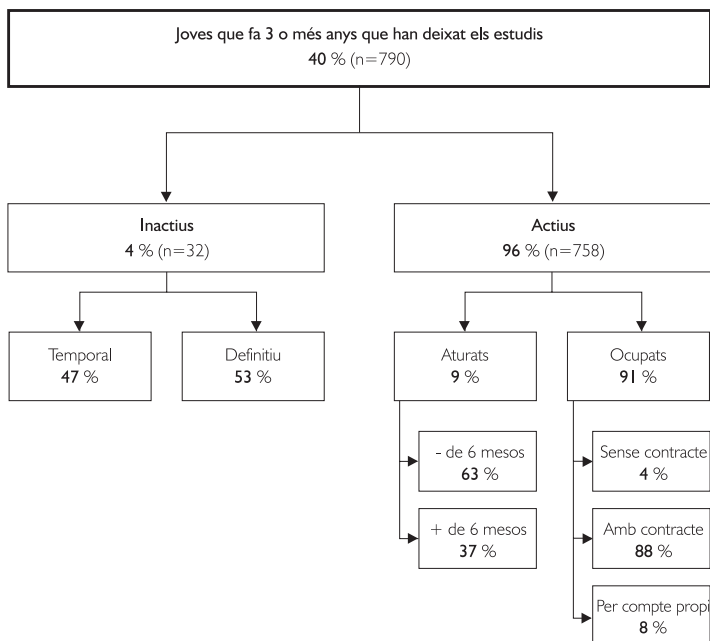 Joves que fa 3 o més anys que han deixat els estudis
40 % (n=790)
Inactius
4 % (n=32)
Actius
96 % (n=758)
Temporal
47 %
Definitiu
53 %
Aturats
9 %
Ocupats
91 %
- de 6 mesos
63 %
+ de 6 mesos
37 %
Sense contracte
4 %
Amb contracte
88 %
Per compte propi
8 %